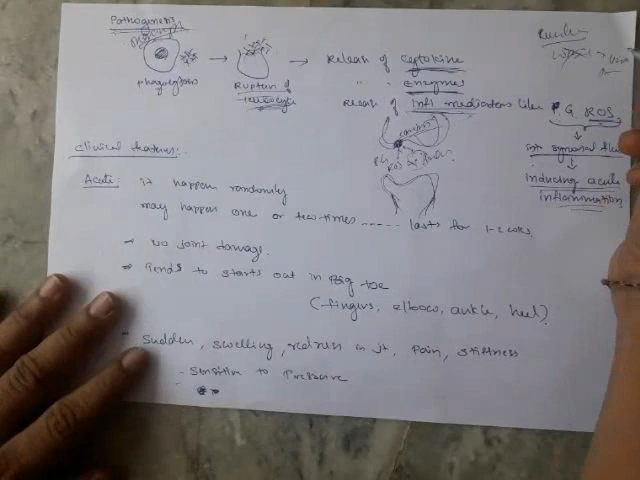 Pathogenesis
phagocytosis
Rupture of
leucocyte
Release of Cytokine
" " enzymes
Release of Infl mediators like P.G. ROS
Inducing acute
inflammation
Clinical features:.
Acute: it happen randomly
may happen one or two times ...... lasts for 1-2
No joint damage.
Tends to starts out in Big toe
(fingers, elbow, ankle, heel)
Sudden, swelling, redness in jt, Pain, stiffness
- Sensitive to Pressure